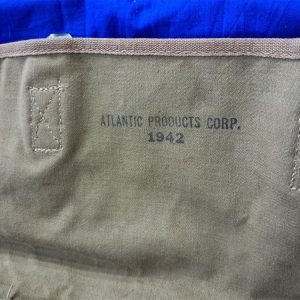 ATLANTIC PRODUCTS CORP.
1942